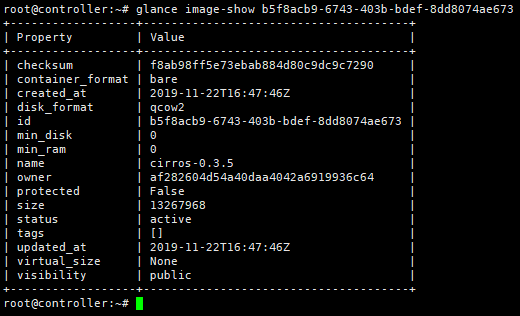 root@controller:~# glance image-show b5f8acb9-6743-403b-bdef-8dd8074ae673
+------------------+--------------------------------------+
| Property         | Value                                |
+------------------+--------------------------------------+
| checksum         | f8ab98ff5e73ebab884d80c9dc9c7290     |
| container_format | bare                                 |
| created_at       | 2019-11-22T16:47:46Z                 |
| disk_format      | qcow2                                |
| id               | b5f8acb9-6743-403b-bdef-8dd8074ae673 |
| min_disk         | 0                                    |
| min_ram          | 0                                    |
| name             | cirros-0.3.5                         |
| owner            | af282604d54a40daa4042a6919936c64     |
| protected        | False                                |
| size             | 13267968                             |
| status           | active                               |
| tags             | []                                   |
| updated_at       | 2019-11-22T16:47:46Z                 |
| virtual_size     | None                                 |
| visibility       | public                               |
+------------------+--------------------------------------+
root@controller:~#